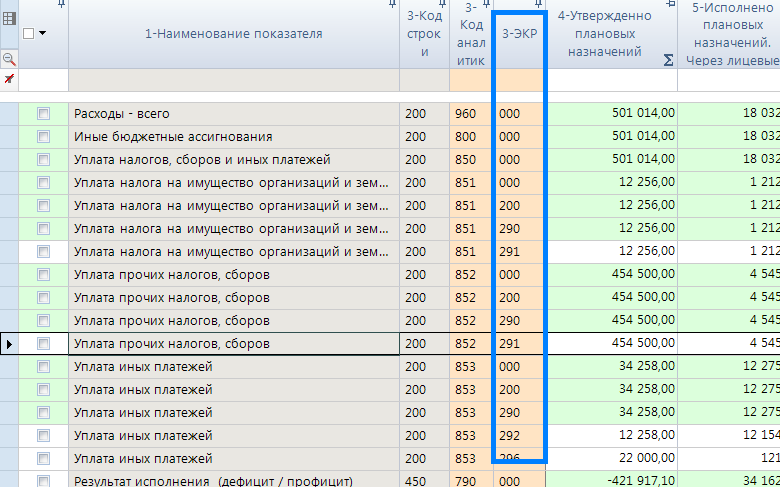 1-Наименование показателя
3-Код строк и
3-Код анал итик
3-ЭКР
4-Утвержденно плановых назначений
Σ
5-Исполнено плановых назначений. Через лицевые
Расходы - всего 200 960 000 501 014,00 18 032
Иные бюджетные ассигнования 200 800 000 501 014,00 18 032
Уплата налогов, сборов и иных платежей 200 850 000 501 014,00 18 032
Уплата налога на имущество организаций и зем... 200 851 000 12 256,00 1 212
Уплата налога на имущество организаций и зем... 200 851 200 12 256,00 1 212
Уплата налога на имущество организаций и зем... 200 851 290 12 256,00 1 212
Уплата налога на имущество организаций и зем... 200 851 291 12 256,00 1 212
Уплата прочих налогов, сборов 200 852 000 454 500,00 4 545
Уплата прочих налогов, сборов 200 852 200 454 500,00 4 545
Уплата прочих налогов, сборов 200 852 290 454 500,00 4 545
Уплата прочих налогов, сборов 200 852 291 454 500,00 4 545
Уплата иных платежей 200 853 000 34 258,00 12 275
Уплата иных платежей 200 853 200 34 258,00 12 275
Уплата иных платежей 200 853 290 34 258,00 12 275
Уплата иных платежей 200 853 292 12 258,00 12 154
Уплата иных платежей 200 853 296 22 000,00 121
Результат исполнения (дефицит / профицит) 450 790 000 -421 917,10 34 162